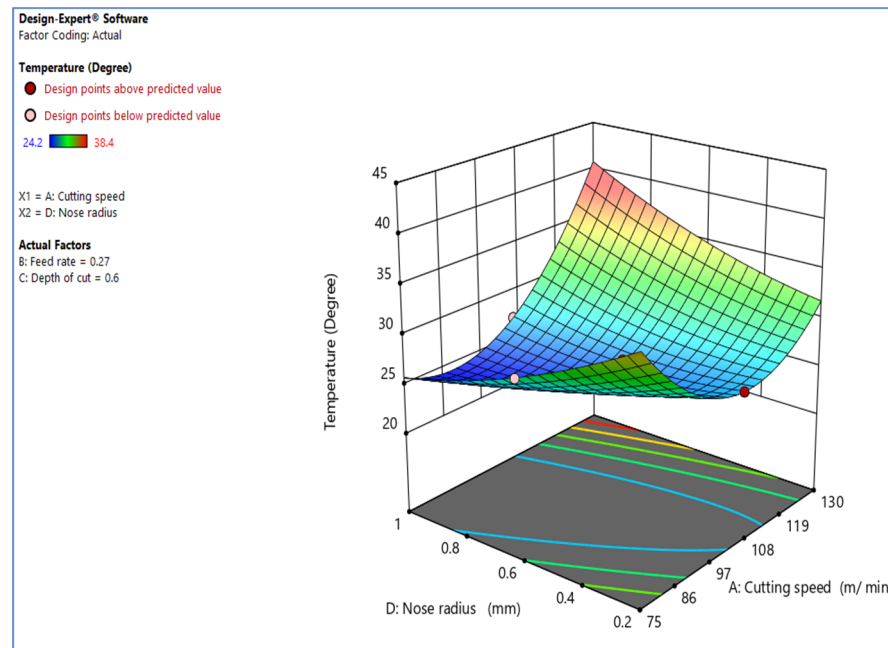 Design-Expert® Software
Factor Coding: Actual
Temperature (Degree)
Design points above predicted value
Design points below predicted value
24.2 38.4
X1 = A: Cutting speed
X2 = D: Nose radius
Actual Factors
B: Feed rate = 0.27
C: Depth of cut = 0.6
Temperature (Degree)
45
40
35
30
25
20
1
0.8
0.6
0.4
0.2
D: Nose radius (mm)
75
86
97
108
119
130
A: Cutting speed (m/ min